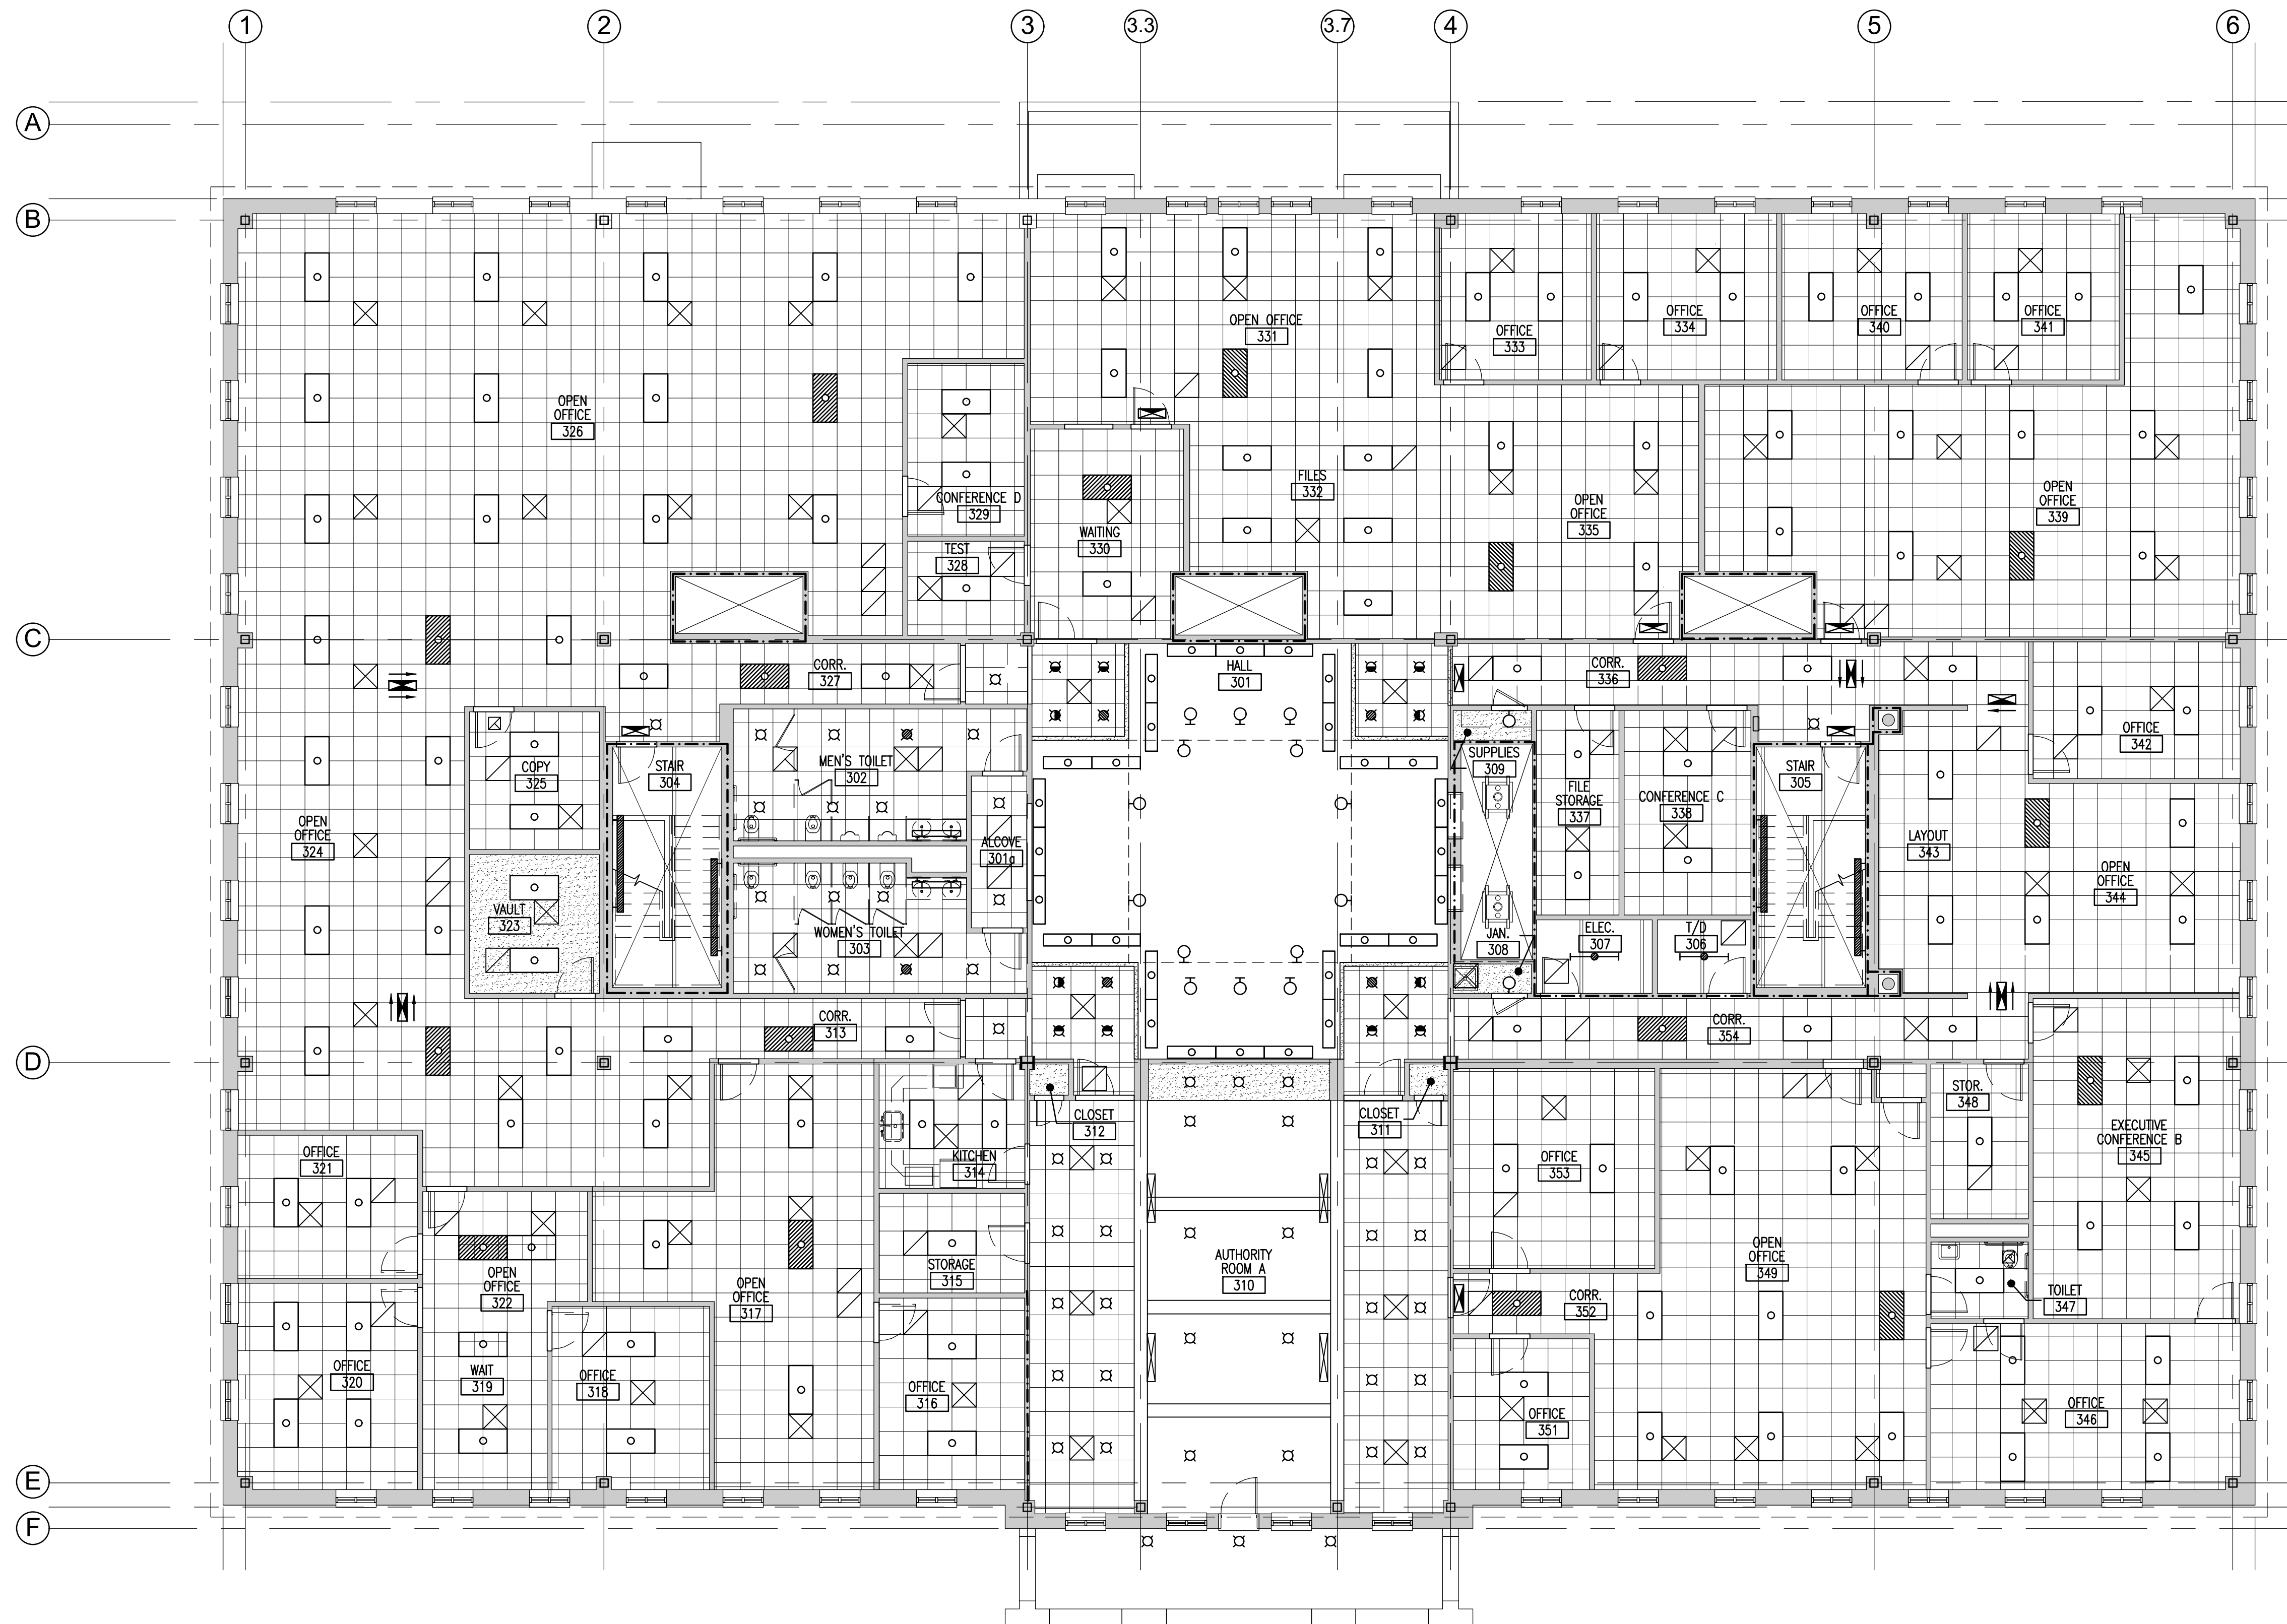 1
2
3
3.3
3.7
4
5
6
A
B
C
D
E
F
OPEN
OFFICE
326
OPEN OFFICE
331
OFFICE
333
OFFICE
334
OFFICE
340
OFFICE
341
CONFERENCE D
329
TEST
328
WAITING
330
FILES
332
OPEN
OFFICE
335
OPEN
OFFICE
339
CORR.
327
HALL
301
CORR.
336
OFFICE
342
COPY
325
STAIR
304
MEN'S TOILET
302
SUPPLIES
309
FILE
STORAGE
337
CONFERENCE C
338
STAIR
305
OPEN
OFFICE
324
ALCOVE
301a
LAYOUT
343
OPEN
OFFICE
344
VAULT
323
WOMEN'S TOILET
303
JAN.
308
ELEC.
307
T/D
306
CORR.
313
CORR.
354
OFFICE
321
KITCHEN
314
CLOSET
312
CLOSET
311
OFFICE
353
STOR.
348
EXECUTIVE
CONFERENCE B
345
OPEN
OFFICE
322
OPEN
OFFICE
317
STORAGE
315
AUTHORITY
ROOM A
310
CORR.
352
OPEN
OFFICE
349
TOILET
347
OFFICE
320
WAIT
319
OFFICE
318
OFFICE
316
OFFICE
351
OFFICE
346